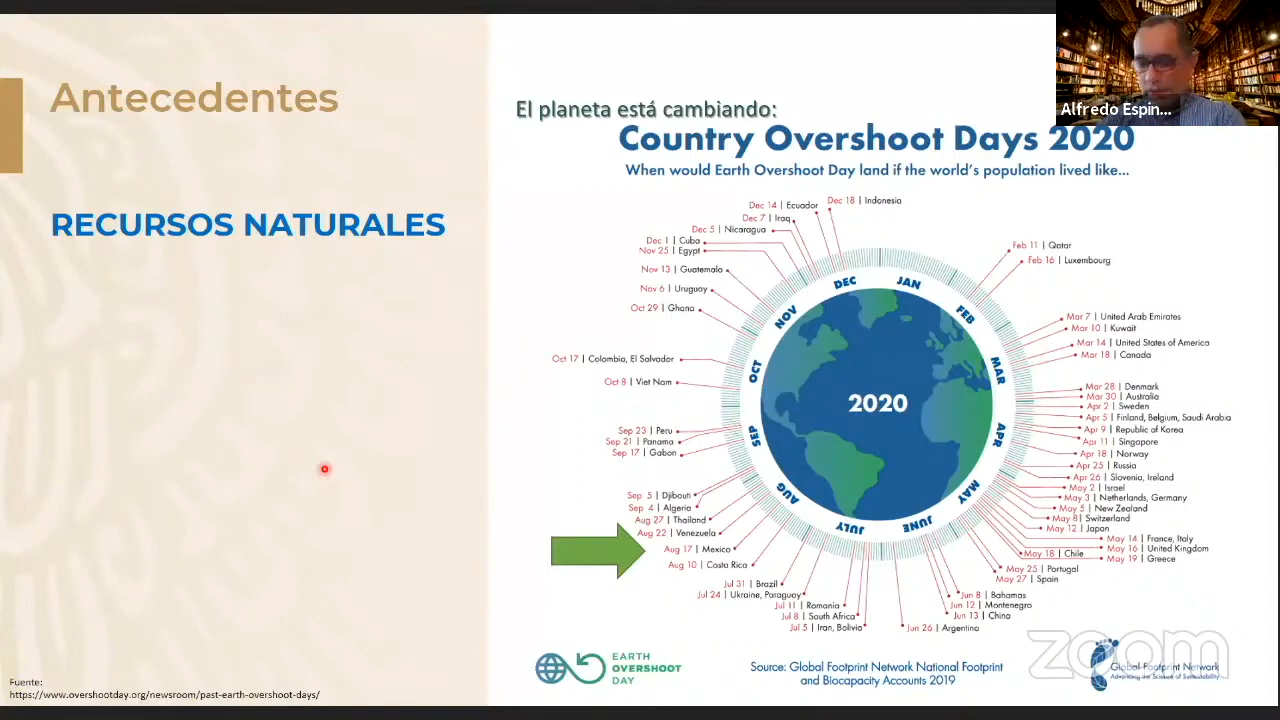 Antecedentes
RECURSOS NATURALES
Fuente:
https://www.overshootday.org/newsroom/past-earth-overshoot-days/
El planeta está cambiando:
Alfredo Espin...
Country Overshoot Days 2020
When would Earth Overshoot Day land if the world's population lived like...
Dec 18 | Indonesia
Dec 14 | Ecuador
Dec 7 | Iraq
Dec 5 | Nicaragua
Dec 1 | Cuba
Nov 25 | Egypt
Nov 13 | Guatemala
Nov 6 | Uruguay
Oct 29 | Ghana
Oct 17 | Colombia, El Salvador
Oct 8 | Viet Nam
Sep 23 | Peru
Sep 21 | Panama
Sep 17 | Gabon
Sep 5 | Djibouti
Sep 4 | Algeria
Aug 27 | Thailand
Aug 22 | Venezuela
Aug 17 | Mexico
Aug 10 | Costa Rica
Jul 31 | Brazil
Jul 24 | Ukraine, Paraguay
Jul 11 | Romania
Jul 8 | South Africa
Jul 5 | Iran, Bolivia
Feb 11 | Qatar
Feb 16 | Luxembourg
Mar 7 | United Arab Emirates
Mar 10 | Kuwait
Mar 14 | United States of America
Mar 18 | Canada
Mar 28 | Denmark
Mar 30 | Australia
Apr 2 | Sweden
Apr 5 | Finland, Belgium, Saudi Arabia
Apr 9 | Republic of Korea
Apr 11 | Singapore
Apr 18 | Norway
Apr 25 | Russia
Apr 26 | Slovenia, Ireland
May 2 | Israel
May 3 | Netherlands, Germany
May 5 | New Zealand
May 8 | Switzerland
May 12 | Japan
May 14 | France, Italy
May 16 | United Kingdom
May 18 | Chile
May 19 | Greece
May 25 | Portugal
May 27 | Spain
Jun 8 | Bahamas
Jun 12 | Montenegro
Jun 13 | China
Jun 26 | Argentina
JAN
FEB
MAR
APR
MAY
JUNE
JULY
AUG
SEP
OCT
NOV
DEC
2020
EARTH
OVERSHOOT
DAY
Source: Global Footprint Network National Footprint
and Biocapacity Accounts 2019
zoom
Global Footprint Network
Advancing the Science of Sustainability